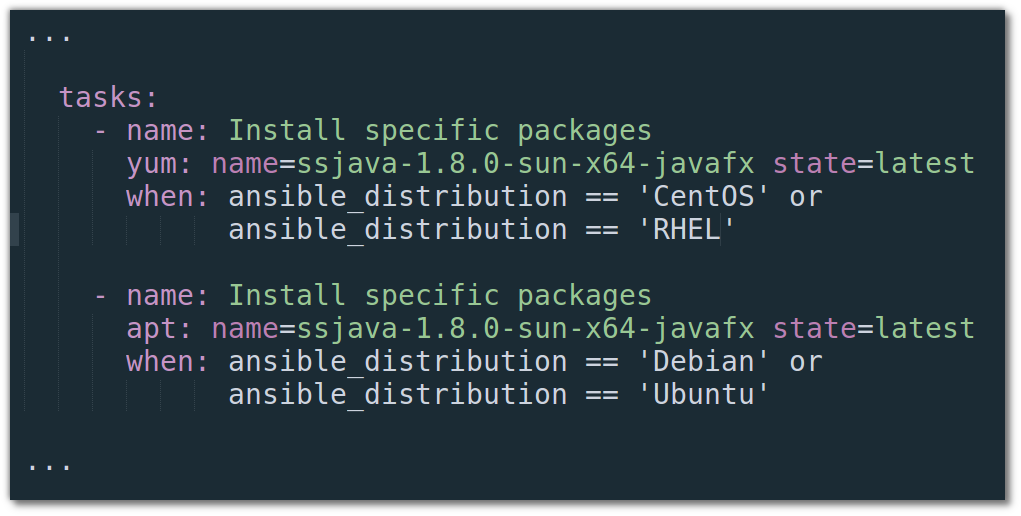 ...
tasks:
- name: Install specific packages
yum: name=ssjava-1.8.0-sun-x64-javafx state=latest
when: ansible_distribution == 'CentOS' or
ansible_distribution == 'RHEL'
- name: Install specific packages
apt: name=ssjava-1.8.0-sun-x64-javafx state=latest
when: ansible_distribution == 'Debian' or
ansible_distribution == 'Ubuntu'
...